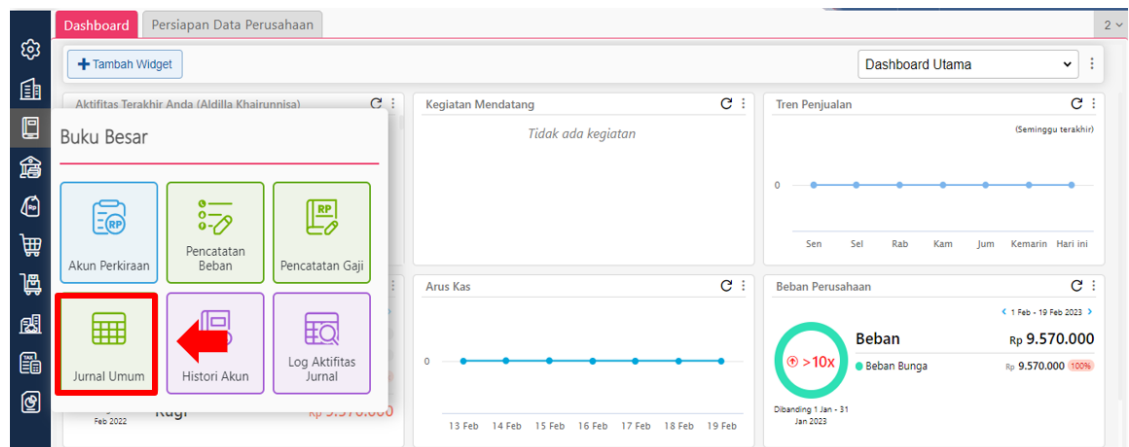 Dashboard
Persiapan Data Perusahaan
2
Tambah Widget
Dashboard Utama
Aktifitas Terakhir Anda (Aldilla Khairunnisa)
Buku Besar
Akun Perkiraan
Pencatatan
Beban
Pencatatan Gaji
Jurnal Umum
Histori Akun
Log Aktifitas
Jurnal
Feb 2022
Rugi
Kegiatan Mendatang
Tidak ada kegiatan
Tren Penjualan
(Seminggu terakhir)
0
Sen Sel Rab Kam Jum Kemarin Hari ini
Arus Kas
0
13 Feb 14 Feb 15 Feb 16 Feb 17 Feb 18 Feb 19 Feb
Beban Perusahaan
< 1 Feb - 19 Feb 2023 >
>10x
Beban Rp 9.570.000
Beban Bunga Rp 9.570.000 100%
Dibanding 1 Jan - 31
Jan 2023